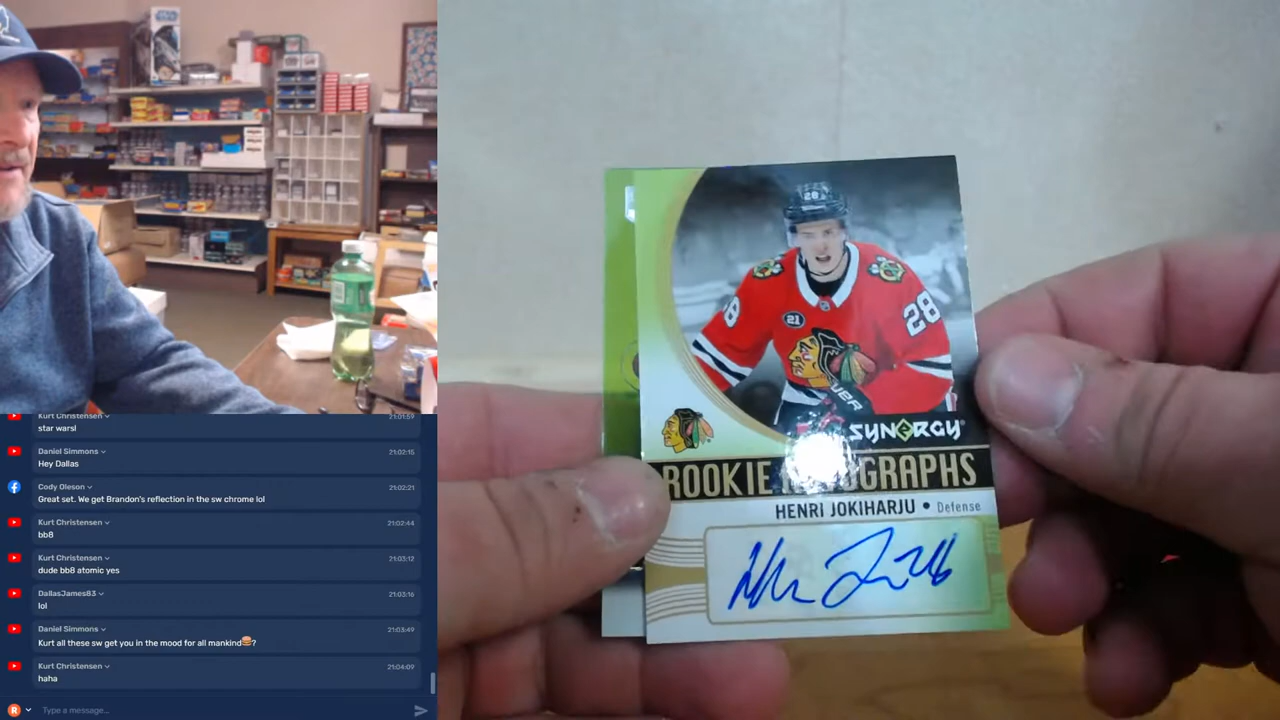 Kurt Christensen
21:01:59
star wars!
Daniel Simmons
21:02:15
Hey Dallas
Cody Oleson
21:02:21
Great set. We get Brandon's reflection in the sw chrome lol
Kurt Christensen
21:02:44
bb8
Kurt Christensen
21:03:12
dude bb8 atomic yes
DallasJames83
21:03:16
lol
Daniel Simmons
21:03:49
Kurt all these sw get you in the mood for all mankind🍔?
Kurt Christensen
21:04:09
haha
R
Type a message...
28
28
28
21
SYNERGY
ROOKIE AUTOGRAPHS
HENRI JOKIHARJU • Defense